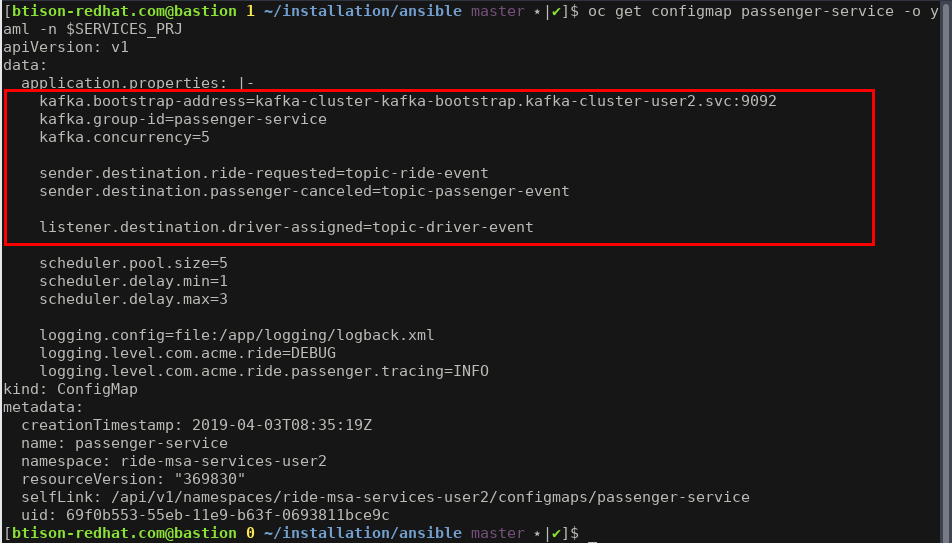 [btison-redhat.com@bastion 1 ~/installation/ansible master ⋆|✔]$ oc get configmap passenger-service -o y
aml -n $SERVICES_PRJ
apiVersion: v1
data:
  application.properties: |-
    kafka.bootstrap-address=kafka-cluster-kafka-bootstrap.kafka-cluster-user2.svc:9092
    kafka.group-id=passenger-service
    kafka.concurrency=5
    sender.destination.ride-requested=topic-ride-event
    sender.destination.passenger-canceled=topic-passenger-event
    listener.destination.driver-assigned=topic-driver-event
    scheduler.pool.size=5
    scheduler.delay.min=1
    scheduler.delay.max=3
    logging.config=file:/app/logging/logback.xml
    logging.level.com.acme.ride=DEBUG
    logging.level.com.acme.ride.passenger.tracing=INFO
kind: ConfigMap
metadata:
  creationTimestamp: 2019-04-03T08:35:19Z
  name: passenger-service
  namespace: ride-msa-services-user2
  resourceVersion: "369830"
  selfLink: /api/v1/namespaces/ride-msa-services-user2/configmaps/passenger-service
  uid: 69f0b553-55eb-11e9-b63f-0693811bce9c
[btison-redhat.com@bastion 0 ~/installation/ansible master ⋆|✔]$